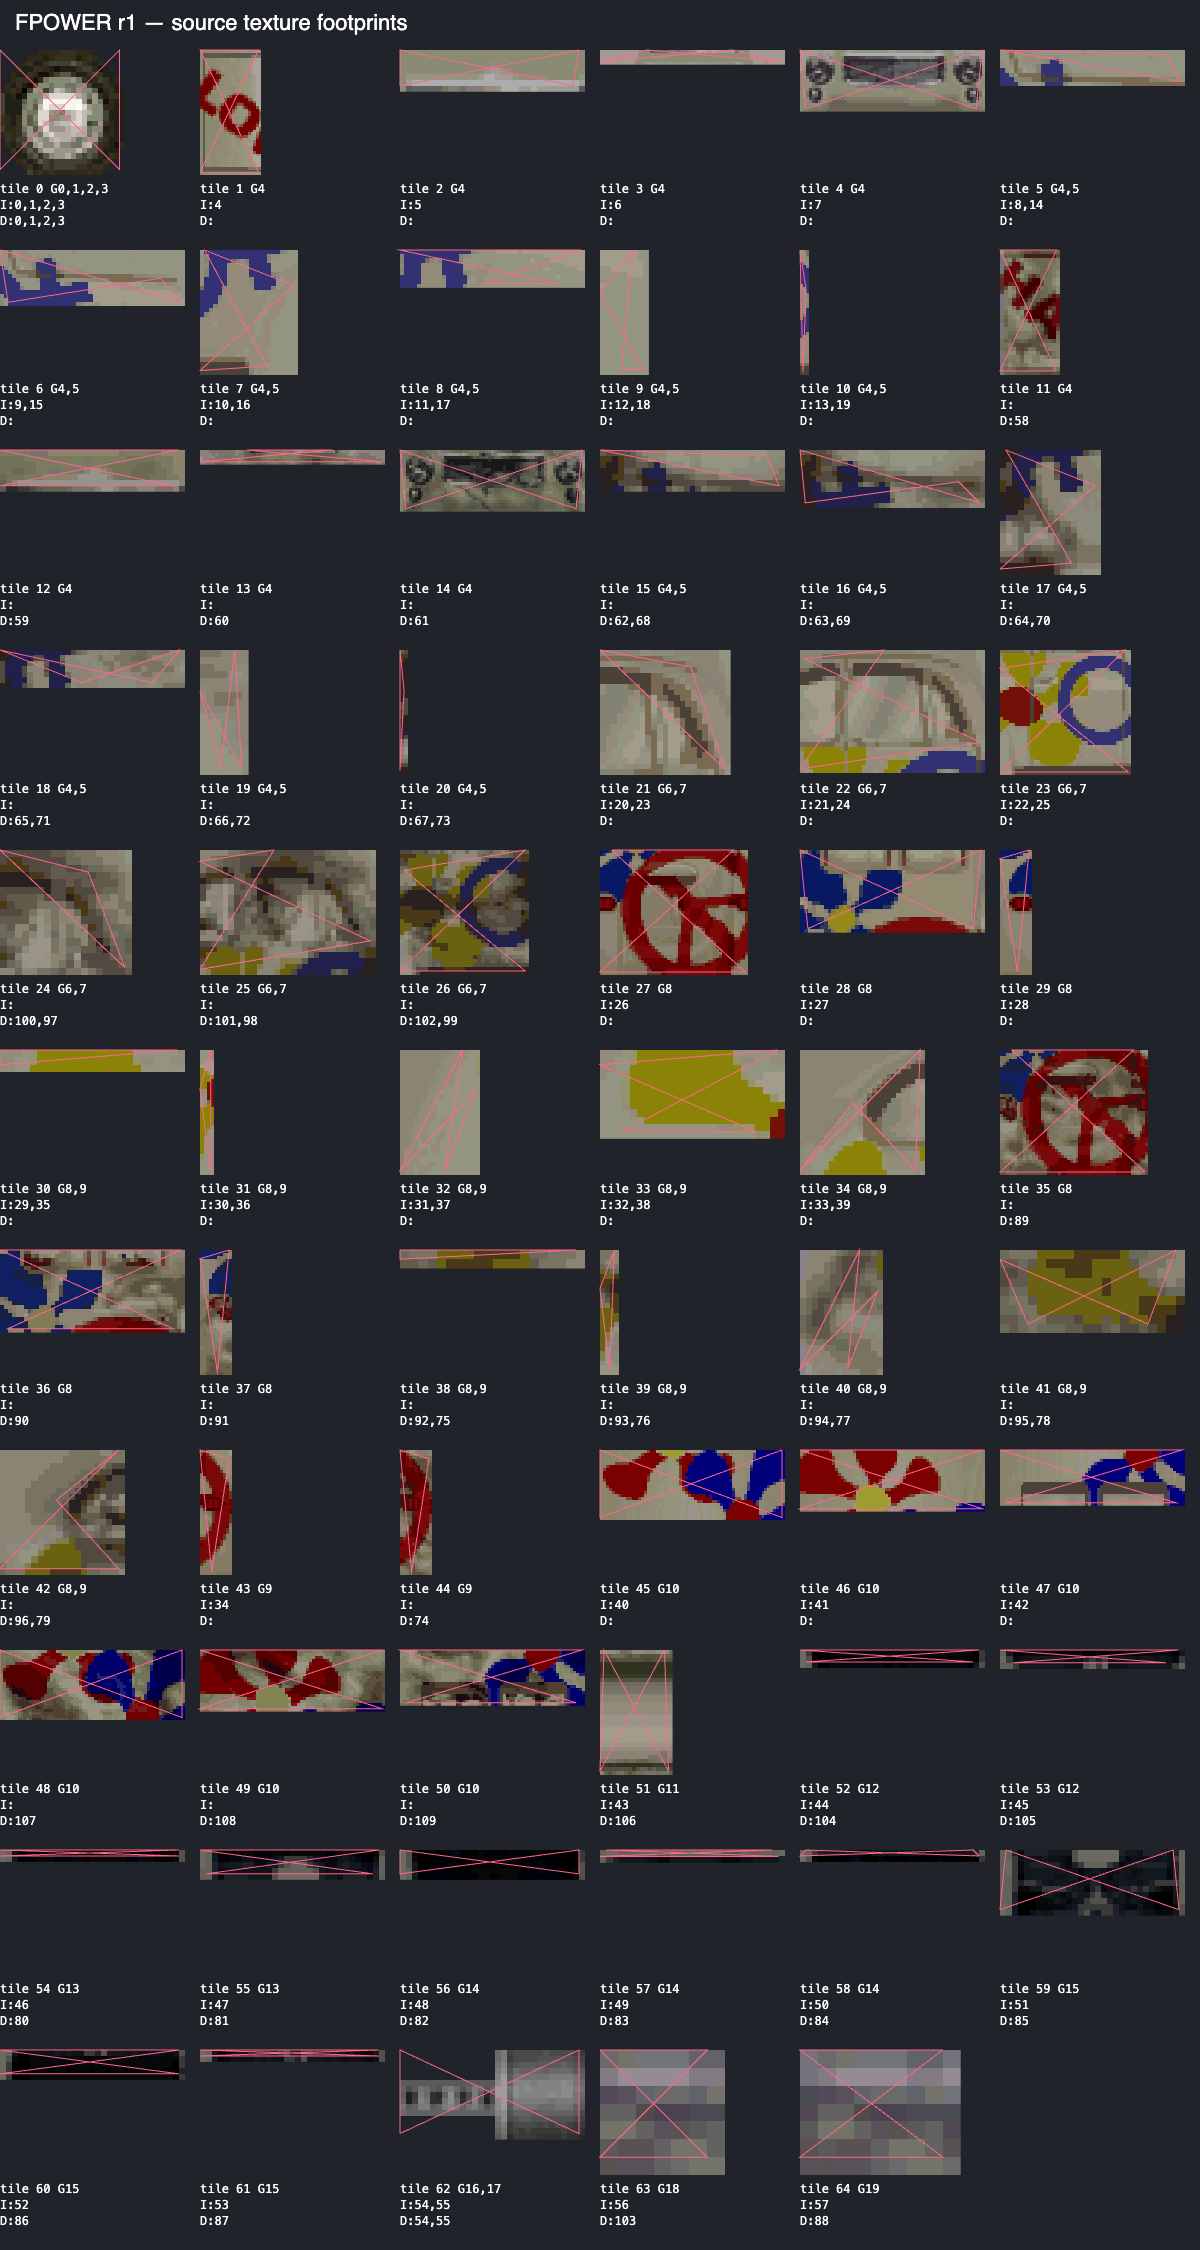 FPOWER r1 — source texture footprints
tile 0 G0,1,2,3
I:0,1,2,3
D:0,1,2,3
tile 1 G4
I:4
D:
tile 2 G4
I:5
D:
tile 3 G4
I:6
D:
tile 4 G4
I:7
D:
tile 5 G4,5
I:8,14
D:
tile 6 G4,5
I:9,15
D:
tile 7 G4,5
I:10,16
D:
tile 8 G4,5
I:11,17
D:
tile 9 G4,5
I:12,18
D:
tile 10 G4,5
I:13,19
D:
tile 11 G4
I:
D:58
tile 12 G4
I:
D:59
tile 13 G4
I:
D:60
tile 14 G4
I:
D:61
tile 15 G4,5
I:
D:62,68
tile 16 G4,5
I:
D:63,69
tile 17 G4,5
I:
D:64,70
tile 18 G4,5
I:
D:65,71
tile 19 G4,5
I:
D:66,72
tile 20 G4,5
I:
D:67,73
tile 21 G6,7
I:20,23
D:
tile 22 G6,7
I:21,24
D:
tile 23 G6,7
I:22,25
D:
tile 24 G6,7
I:
D:100,97
tile 25 G6,7
I:
D:101,98
tile 26 G6,7
I:
D:102,99
tile 27 G8
I:26
D:
tile 28 G8
I:27
D:
tile 29 G8
I:28
D:
tile 30 G8,9
I:29,35
D:
tile 31 G8,9
I:30,36
D:
tile 32 G8,9
I:31,37
D:
tile 33 G8,9
I:32,38
D:
tile 34 G8,9
I:33,39
D:
tile 35 G8
I:
D:89
tile 36 G8
I:
D:90
tile 37 G8
I:
D:91
tile 38 G8,9
I:
D:92,75
tile 39 G8,9
I:
D:93,76
tile 40 G8,9
I:
D:94,77
tile 41 G8,9
I:
D:95,78
tile 42 G8,9
I:
D:96,79
tile 43 G9
I:34
D:
tile 44 G9
I:
D:74
tile 45 G10
I:40
D:
tile 46 G10
I:41
D:
tile 47 G10
I:42
D:
tile 48 G10
I:
D:107
tile 49 G10
I:
D:108
tile 50 G10
I:
D:109
tile 51 G11
I:43
D:106
tile 52 G12
I:44
D:104
tile 53 G12
I:45
D:105
tile 54 G13
I:46
D:80
tile 55 G13
I:47
D:81
tile 56 G14
I:48
D:82
tile 57 G14
I:49
D:83
tile 58 G14
I:50
D:84
tile 59 G15
I:51
D:85
tile 60 G15
I:52
D:86
tile 61 G15
I:53
D:87
tile 62 G16,17
I:54,55
D:54,55
tile 63 G18
I:56
D:103
tile 64 G19
I:57
D:88